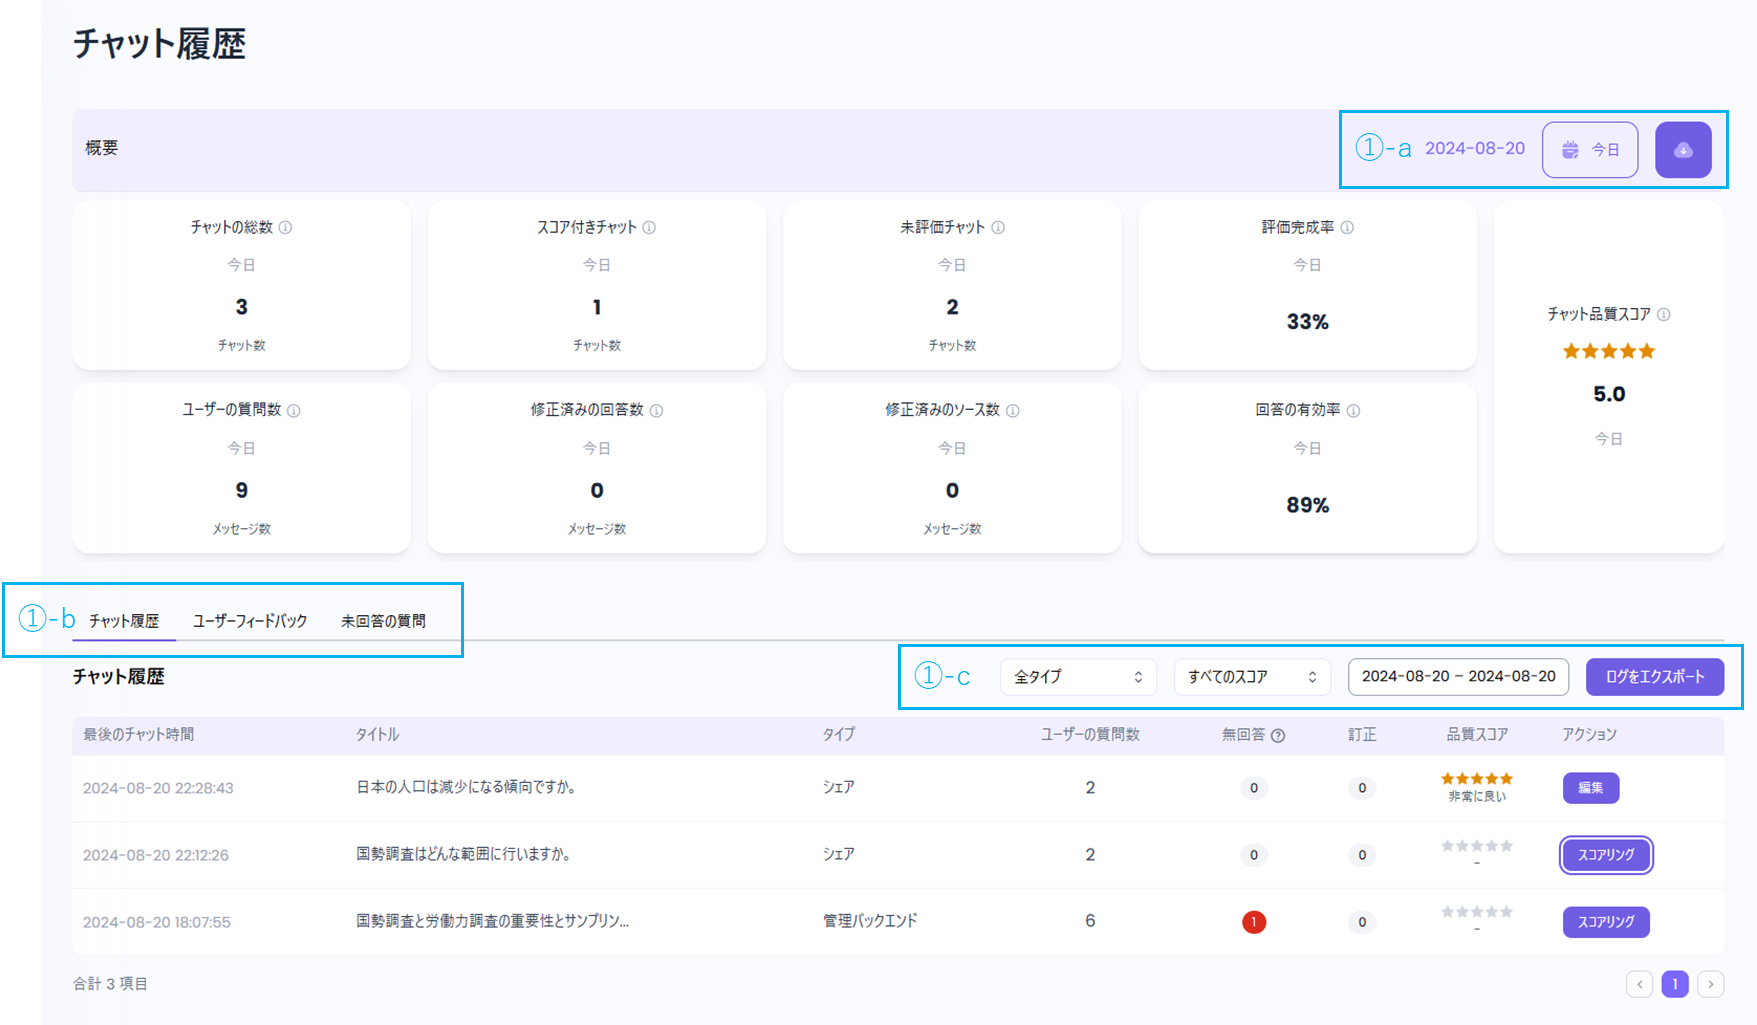 チャット履歴
概要
①-a 2024-08-20 今日
チャットの総数
今日
3
チャット数
スコア付きチャット
今日
1
チャット数
未評価チャット
今日
2
チャット数
評価完成率
今日
33%
チャット品質スコア
5.0
今日
ユーザーの質問数
今日
9
メッセージ数
修正済みの回答数
今日
0
メッセージ数
修正済みのソース数
今日
0
メッセージ数
回答の有効率
今日
89%
①-b チャット履歴 ユーザーフィードバック 未回答の質問
チャット履歴
①-c 全タイプ すべてのスコア 2024-08-20 – 2024-08-20 ログをエクスポート
最後のチャット時間 タイトル タイプ ユーザーの質問数 無回答 訂正 品質スコア アクション
2024-08-20 22:28:43 日本の人口は減少になる傾向ですか。 シェア 2 0 0 非常に良い 編集
2024-08-20 22:12:26 国勢調査はどんな範囲に行いますか。 シェア 2 0 0 - スコアリング
2024-08-20 18:07:55 国勢調査と労働力調査の重要性とサンプリン... 管理バックエンド 6 1 0 - スコアリング
合計 3 項目
1